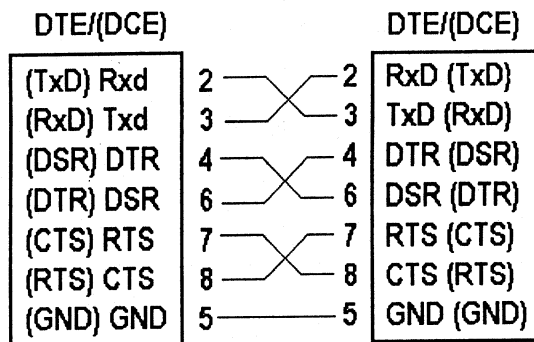 DTE/(DCE) DTE/(DCE)
(TxD) Rxd 2 2 RxD (TxD)
(RxD) Txd 3 3 TxD (RxD)
(DSR) DTR 4 4 DTR (DSR)
(DTR) DSR 6 6 DSR (DTR)
(CTS) RTS 7 7 RTS (CTS)
(RTS) CTS 8 8 CTS (RTS)
(GND) GND 5 5 GND (GND)